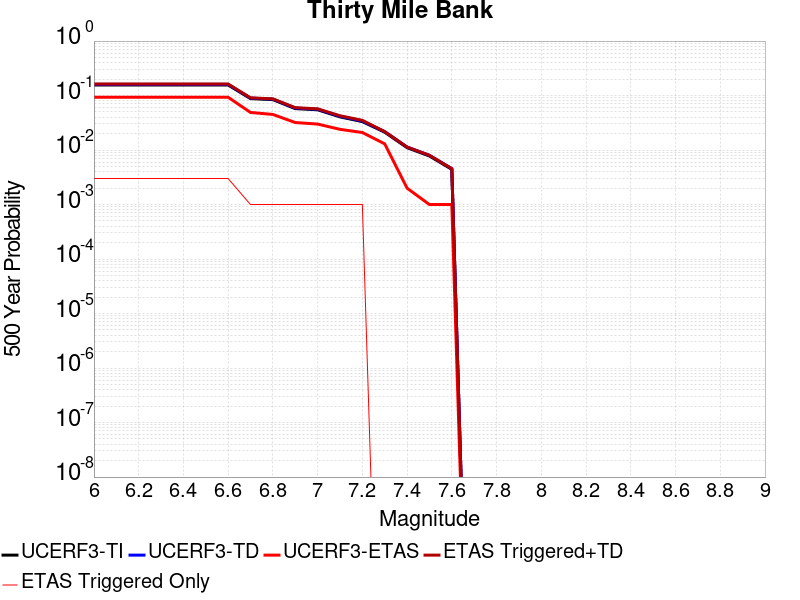 Thirty Mile Bank
10^0
10^-1
10^-2
10^-3
10^-4
10^-5
10^-6
10^-7
10^-8
500 Year Probability
6 6.2 6.4 6.6 6.8 7 7.2 7.4 7.6 7.8 8 8.2 8.4 8.6 8.8 9
Magnitude
UCERF3-TI UCERF3-TD UCERF3-ETAS ETAS Triggered+TD
ETAS Triggered Only